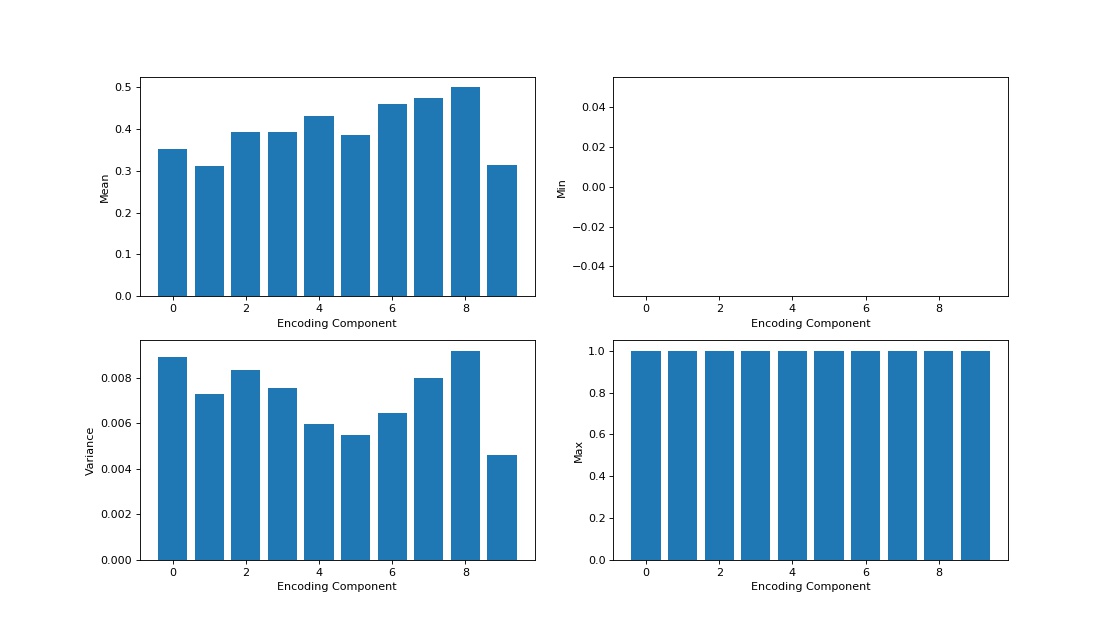 0.5
0.4
0.3
0.2
0.1
0.0
Mean
0 2 4 6 8
Encoding Component
0.04
0.02
0.00
−0.02
−0.04
Min
0 2 4 6 8
Encoding Component
0.008
0.006
0.004
0.002
0.000
Variance
0 2 4 6 8
Encoding Component
1.0
0.8
0.6
0.4
0.2
0.0
Max
0 2 4 6 8
Encoding Component